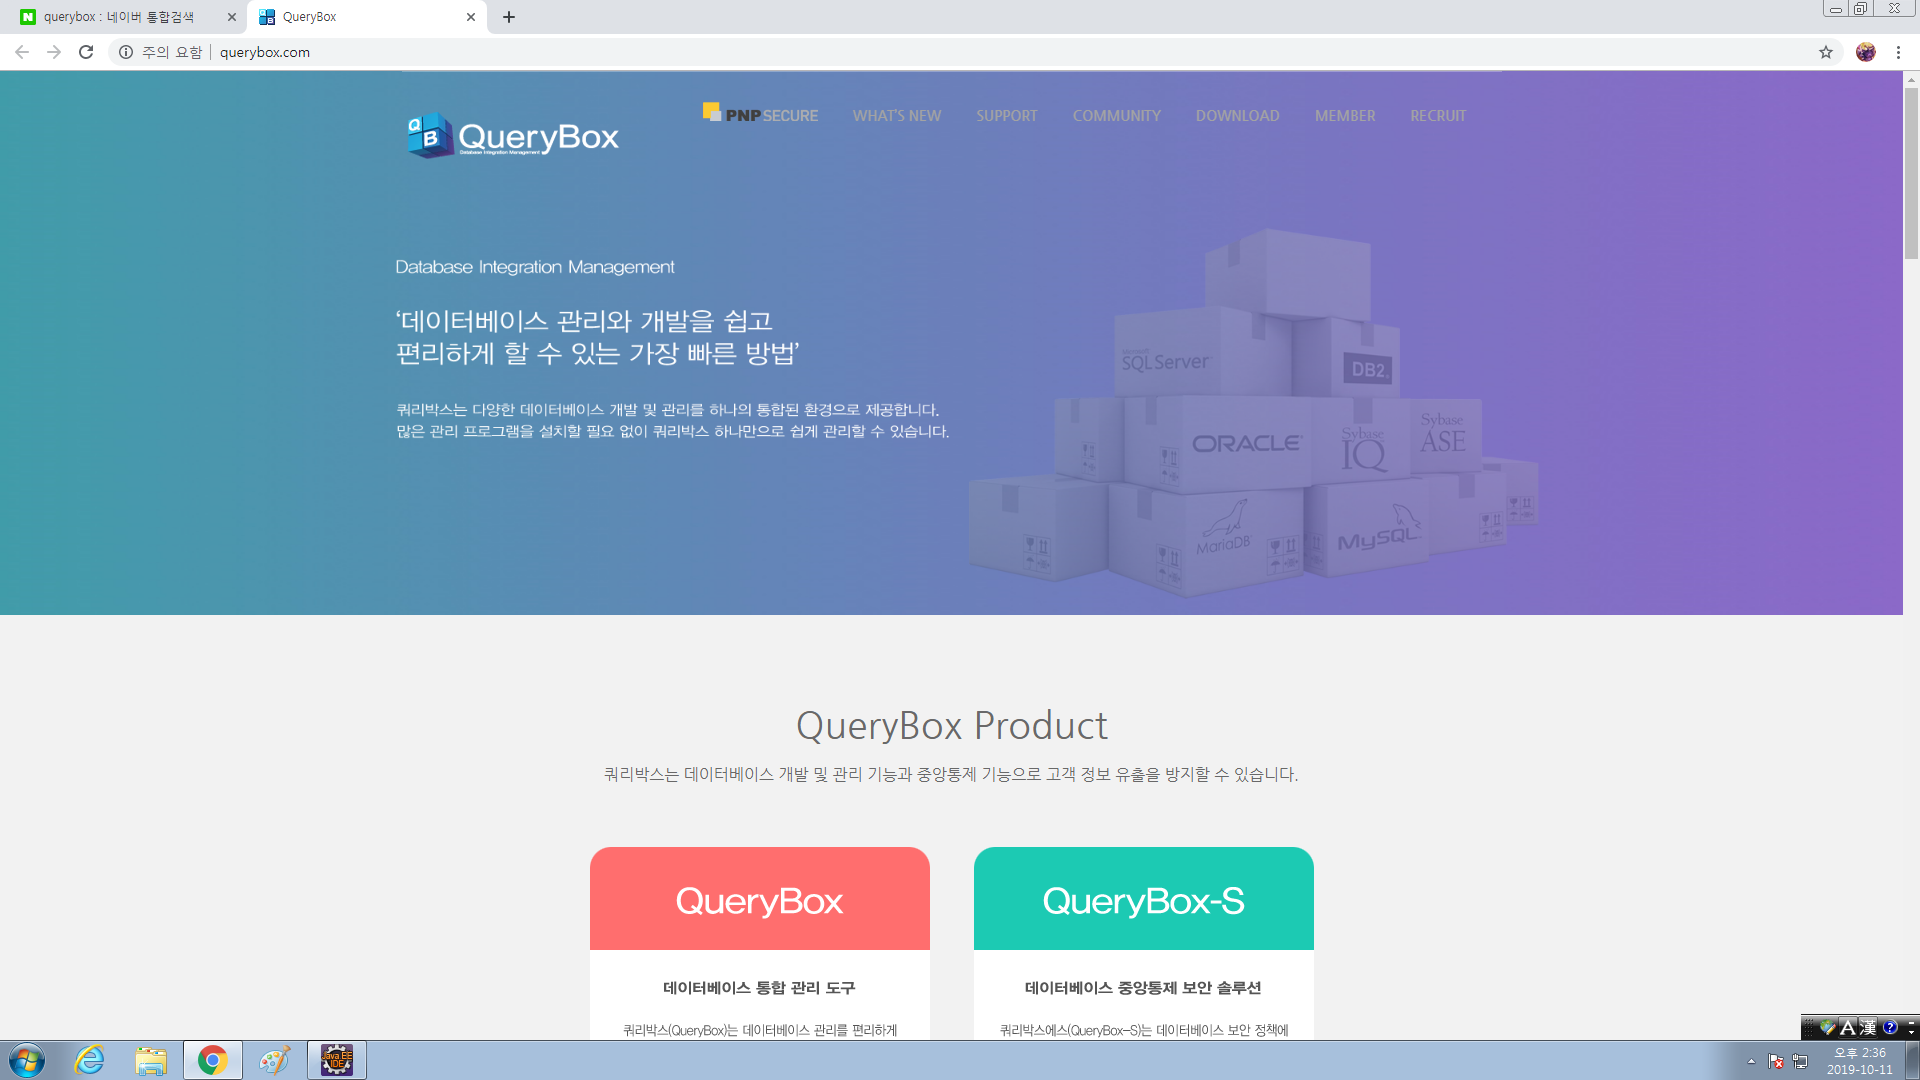 querybox : 네이버 통합검색
QueryBox
주의 요함
querybox.com
QB QueryBox
Database Integration Management
PNP SECURE
WHAT'S NEW
SUPPORT
COMMUNITY
DOWNLOAD
MEMBER
RECRUIT
Database Integration Management
‘데이터베이스 관리와 개발을 쉽고
편리하게 할 수 있는 가장 빠른 방법’
쿼리박스는 다양한 데이터베이스 개발 및 관리를 하나의 통합된 환경으로 제공합니다.
많은 관리 프로그램을 설치할 필요 없이 쿼리박스 하나만으로 쉽게 관리할 수 있습니다.
Microsoft
SQL Server
DB2
ORACLE
Sybase
IQ
Sybase
ASE
MariaDB
MySQL
QueryBox Product
쿼리박스는 데이터베이스 개발 및 관리 기능과 중앙통제 기능으로 고객 정보 유출을 방지할 수 있습니다.
QueryBox
데이터베이스 통합 관리 도구
쿼리박스(QueryBox)는 데이터베이스 관리를 편리하게
QueryBox-S
데이터베이스 중앙통제 보안 솔루션
쿼리박스에스(QueryBox-S)는 데이터베이스 보안 정책에
A 漢
Java EE
IDE
오후 2:36
2019-10-11